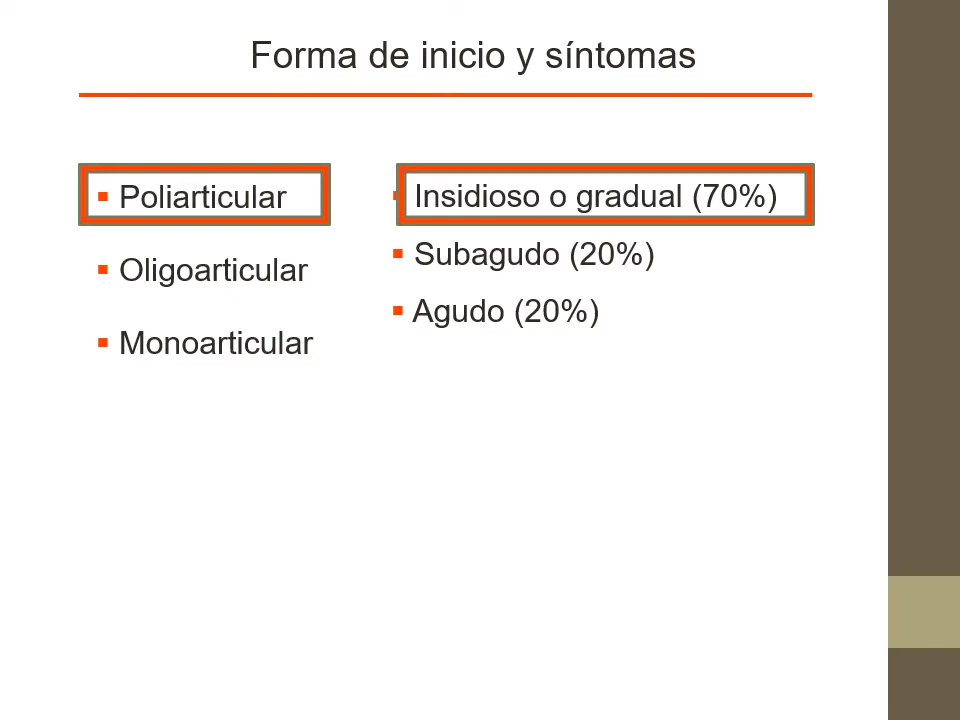 Forma de inicio y síntomas
Poliarticular
Oligoarticular
Monoarticular
Insidioso o gradual (70%)
Subagudo (20%)
Agudo (20%)